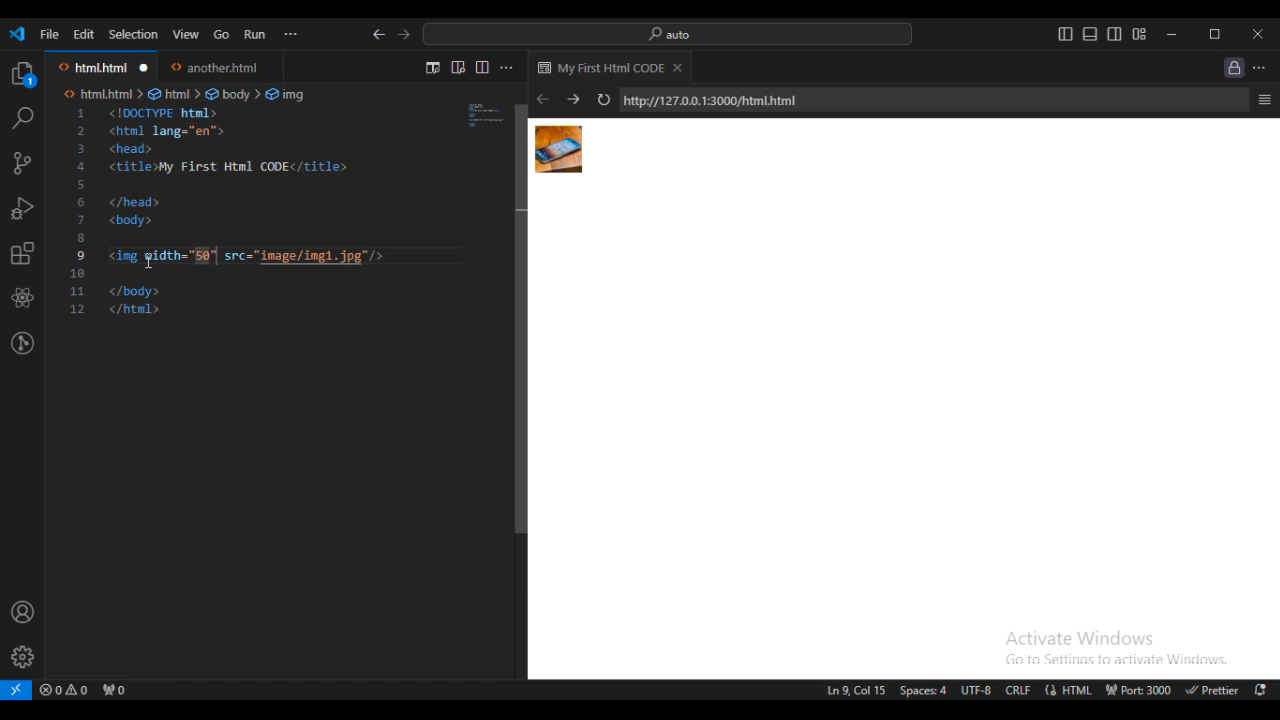 File Edit Selection View Go Run ··· auto
html.html another.html
html.html > html > body > img
1 <!DOCTYPE html>
2 <html lang="en">
3 <head>
4 <title>My First Html CODE</title>
5
6 </head>
7 <body>
8
9 <img width="50" src="image/img1.jpg"/>
10
11 </body>
12 </html>
My First Html CODE
http://127.0.0.1:3000/html.html
1
Activate Windows
Go to Settings to activate Windows.
0 0 0 Ln 9, Col 15 Spaces: 4 UTF-8 CRLF HTML Port: 3000 Prettier